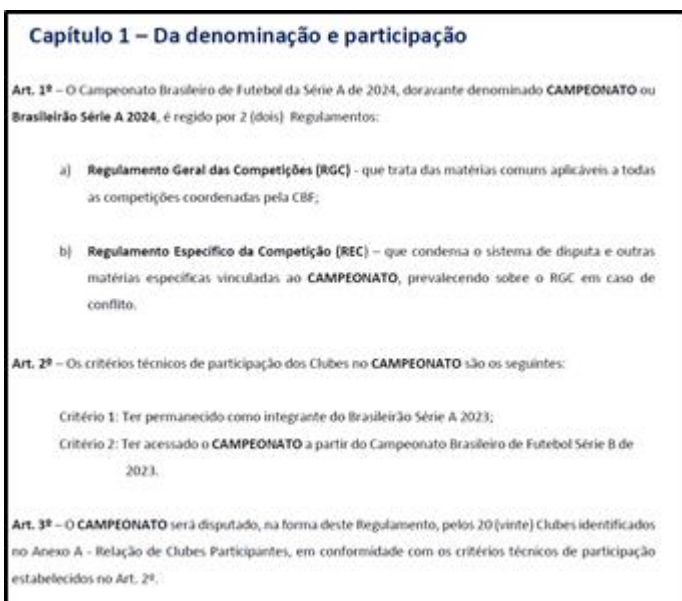 Capítulo 1 – Da denominação e participação
Art. 1º – O Campeonato Brasileiro de Futebol da Série A de 2024, doravante denominado CAMPEONATO ou
Brasileirão Série A 2024, é regido por 2 (dois) Regulamentos:
a) Regulamento Geral das Competições (RGC) - que trata das matérias comuns aplicáveis a todas
as competições coordenadas pela CBF;
b) Regulamento Específico da Competição (REC) – que condensa o sistema de disputa e outras
matérias específicas vinculadas ao CAMPEONATO, prevalecendo sobre o RGC em caso de
conflito.
Art. 2º – Os critérios técnicos de participação dos Clubes no CAMPEONATO são os seguintes:
Critério 1: Ter permanecido como integrante do Brasileirão Série A 2023;
Critério 2: Ter acessado o CAMPEONATO a partir do Campeonato Brasileiro de Futebol Série B de
2023.
Art. 3º – O CAMPEONATO será disputado, na forma deste Regulamento, pelos 20 (vinte) Clubes identificados
no Anexo A - Relação de Clubes Participantes, em conformidade com os critérios técnicos de participação
estabelecidos no Art. 2º.